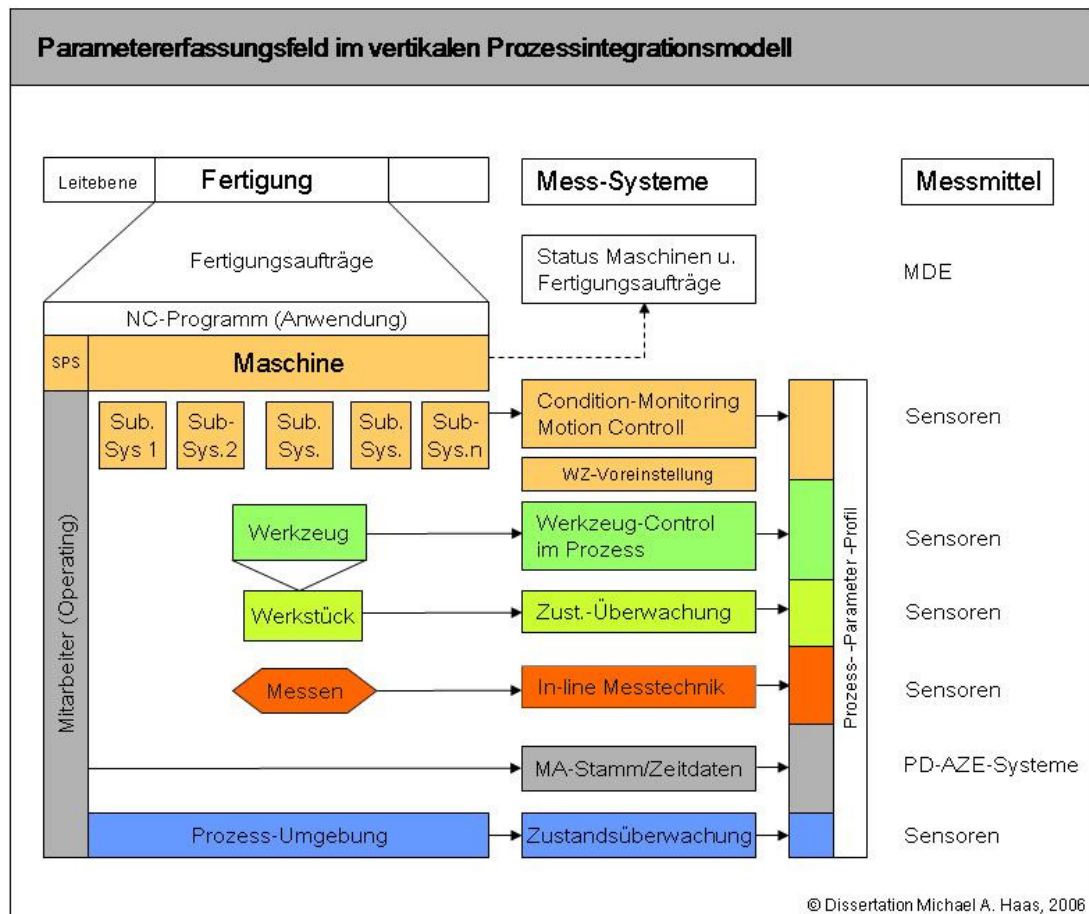 Parametererfassungsfeld im vertikalen Prozessintegrationsmodell
Leitebene
Fertigung
Mess-Systeme
Messmittel
Fertigungsaufträge
Status Maschinen u.
Fertigungsaufträge
MDE
NC-Programm (Anwendung)
SPS
Maschine
Sub.
Sys 1
Sub-
Sys.2
Sub.
Sys.
Sub.
Sys.
Sub-
Sys.n
Condition-Monitoring
Motion Controll
Sensoren
WZ-Voreinstellung
Werkzeug
Werkzeug-Control
im Prozess
Sensoren
Werkstück
Zust.-Überwachung
Sensoren
Messen
In-line Messtechnik
Sensoren
MA-Stamm/Zeitdaten
PD-AZE-Systeme
Prozess-Umgebung
Zustandsüberwachung
Sensoren
Mitarbeiter (Operating)
Prozess- -Parameter -Profil
© Dissertation Michael A. Haas, 2006